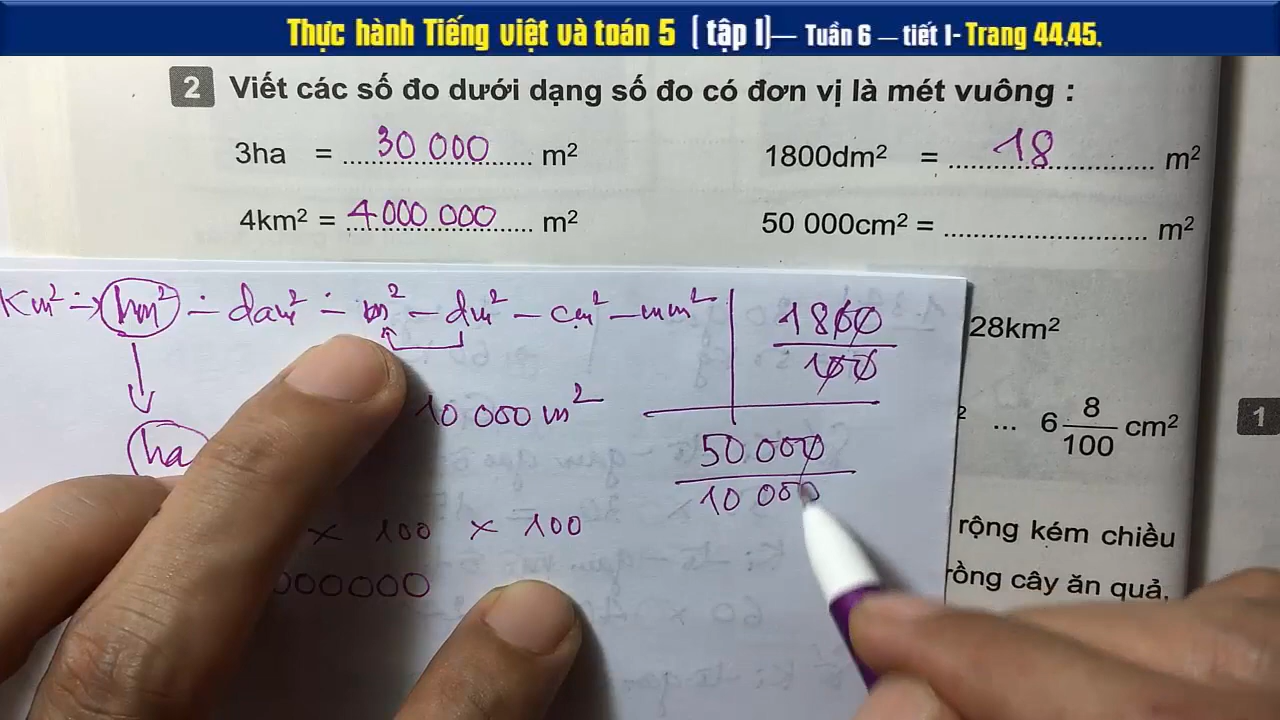 Thực hành Tiếng việt và toán 5 ( tập 1)— Tuần 6 — tiết 1- Trang 44.45.
2 Viết các số đo dưới dạng số đo có đơn vị là mét vuông :
3ha = 30 000 m²
1800dm² = 18 m²
4km² = 4 000 000 m²
50 000cm² = .......................... m²
Km² – hm² – dam² – m² – dm² – cm² – mm²
1800
100
28km²
ha
10 000 m²
² ... 6 8/100 cm²
1
50.000
10 000
× 100 × 100
000000
rộng kém chiều
rồng cây ăn quả,